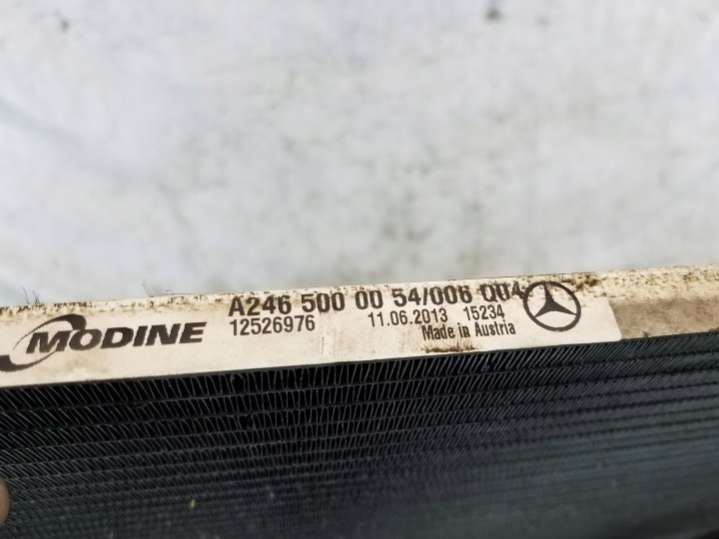 MODINE
A246 500 00 54/006 Q04
12526976 11.06.2013 15234
Made in Austria